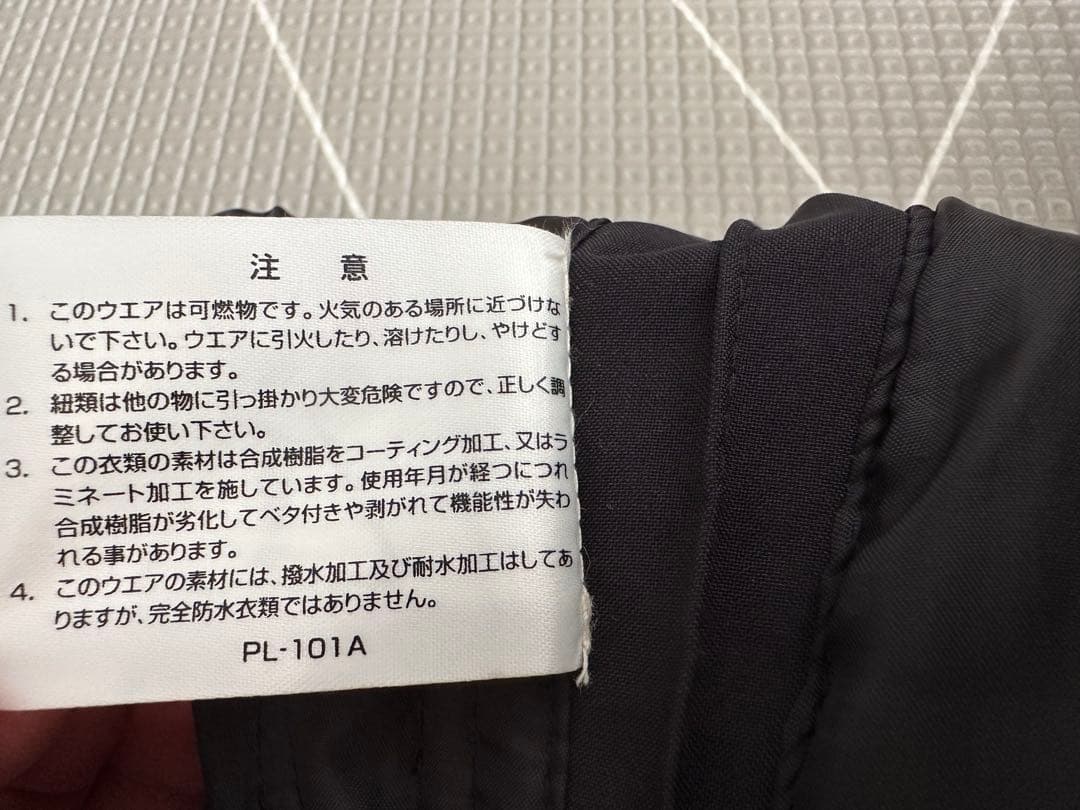 注 意
1. このウエアは可燃物です。火気のある場所に近づけな
いで下さい。ウエアに引火したり、溶けたりし、やけどす
る場合があります。
2. 紐類は他の物に引っ掛かり大変危険ですので、正しく調
整してお使い下さい。
3. この衣類の素材は合成樹脂をコーティング加工、又はラ
ミネート加工を施しています。使用年月が経つにつれ
合成樹脂が劣化してベタ付きや剥がれて機能性が失わ
れる事があります。
4. このウエアの素材には、撥水加工及び耐水加工はしてあ
りますが、完全防水衣類ではありません。
PL-101A